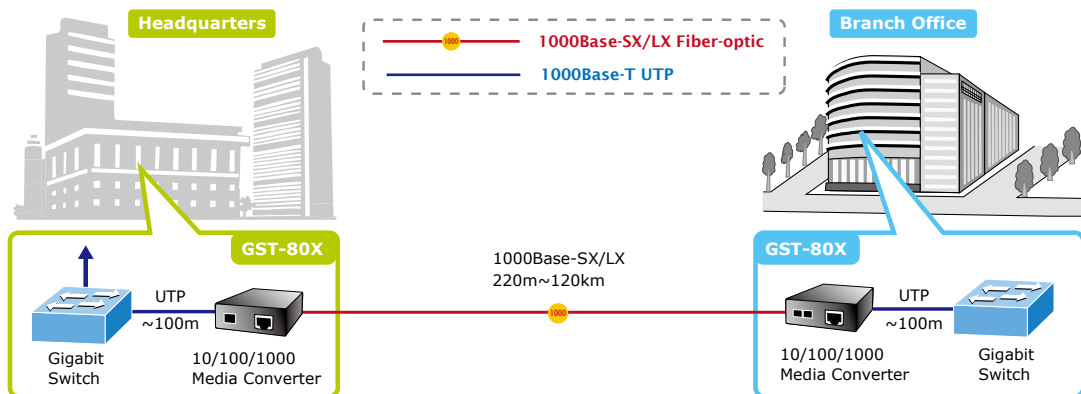 Headquarters
Branch Office
1000
1000Base-SX/LX Fiber-optic
1000Base-T UTP
GST-80X
GST-80X
1000Base-SX/LX
220m~120km
UTP
~100m
1000
UTP
~100m
Gigabit
Switch
10/100/1000
Media Converter
10/100/1000
Media Converter
Gigabit
Switch